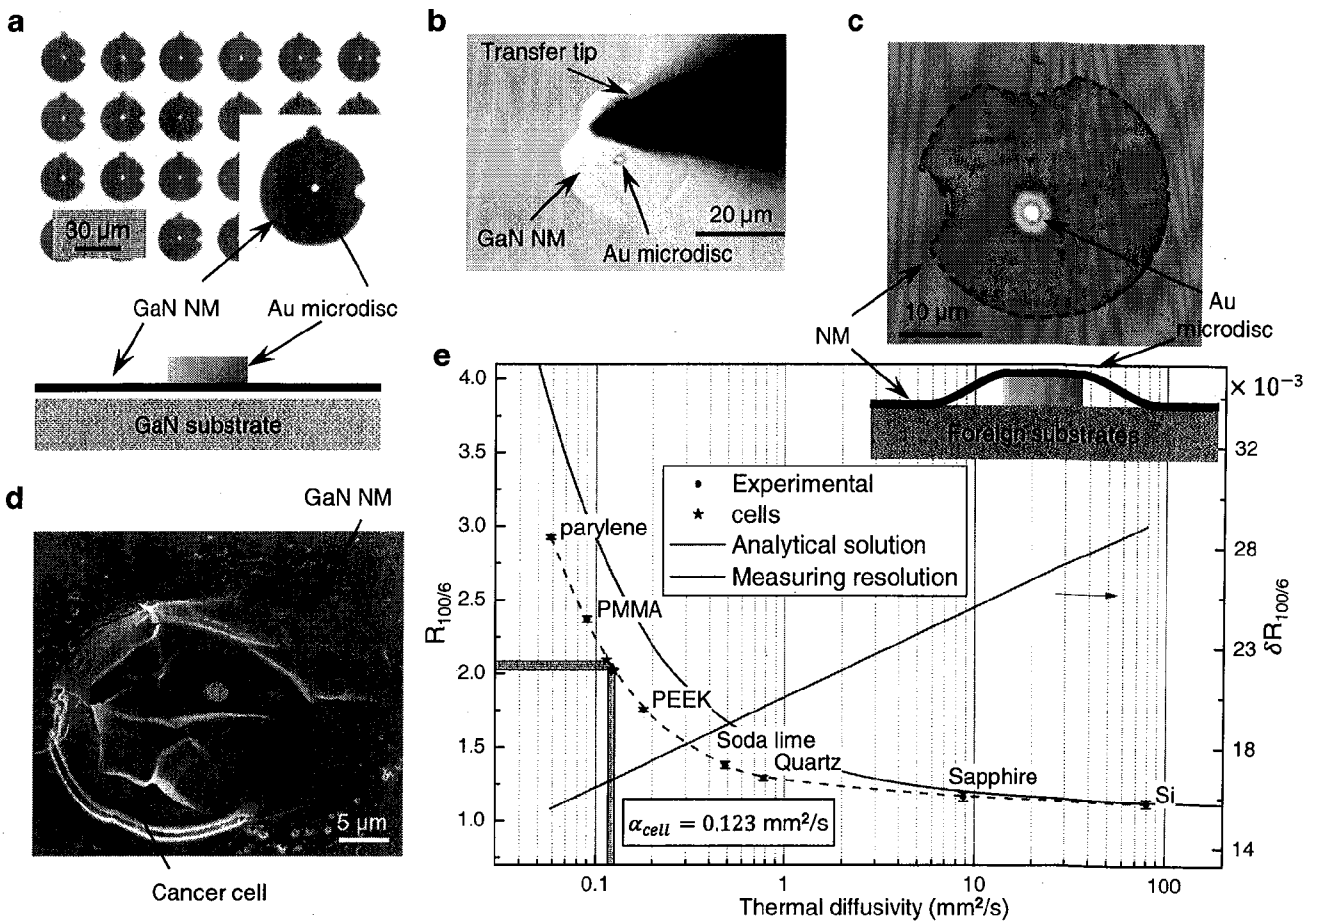 a
30 µm
GaN NM
Au microdisc
GaN substrate
b
Transfer tip
GaN NM
20 µm
Au microdisc
c
10 µm
NM
Au
microdisc
Foreign substrates
d
GaN NM
5 µm
Cancer cell
e
4.0
3.5
3.0
2.5
2.0
1.5
1.0
R100/6
× 10−3
32
28
23
18
14
δR100/6
Experimental
cells
Analytical solution
Measuring resolution
parylene
PMMA
PEEK
Soda lime
Quartz
Sapphire
Si
αcell = 0.123 mm2/s
0.1
1
10
100
Thermal diffusivity (mm2/s)